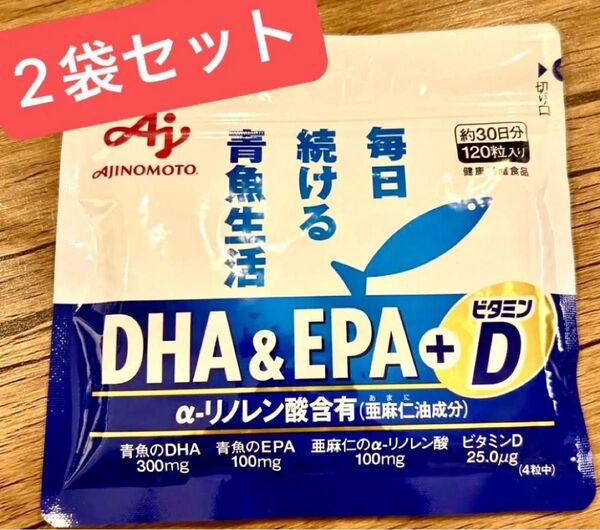 2袋セット
切り口
Aj
AJINOMOTO
毎日
続ける
青魚生活
約30日分
120粒入り
DHA&EPA+
ビタミン
D
α-リノレン酸含有(亜麻仁油成分)
あまに
青魚のDHA
300mg
青魚のEPA
100mg
亜麻仁のα-リノレン酸
100mg
ビタミンD
25.0μg
(4粒中)